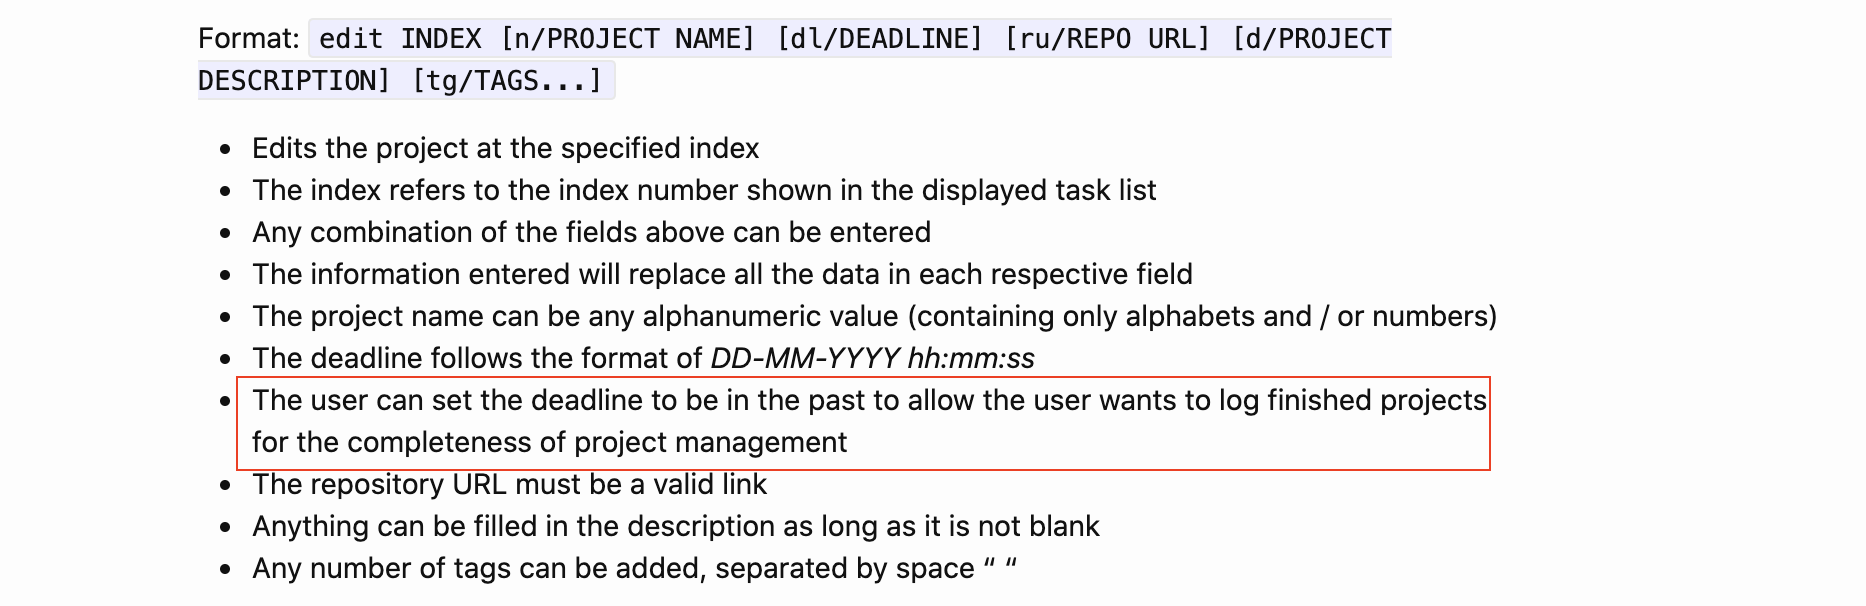 Format: edit INDEX [n/PROJECT NAME] [dl/DEADLINE] [ru/REPO URL] [d/PROJECT
DESCRIPTION] [tg/TAGS...]
• Edits the project at the specified index
• The index refers to the index number shown in the displayed task list
• Any combination of the fields above can be entered
• The information entered will replace all the data in each respective field
• The project name can be any alphanumeric value (containing only alphabets and / or numbers)
• The deadline follows the format of DD-MM-YYYY hh:mm:ss
• The user can set the deadline to be in the past to allow the user wants to log finished projects
for the completeness of project management
• The repository URL must be a valid link
• Anything can be filled in the description as long as it is not blank
• Any number of tags can be added, separated by space “ “